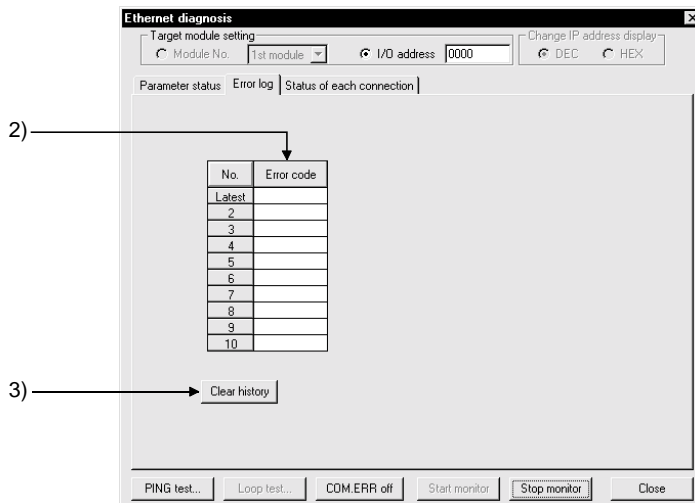 Ethernet diagnosis
Target module setting
Module No. 1st module I/O address 0000
Change IP address display
DEC HEX
Parameter status Error log Status of each connection
2)
No. Error code
Latest
2
3
4
5
6
7
8
9
10
3)
Clear history
PING test... Loop test... COM.ERR off Start monitor Stop monitor Close